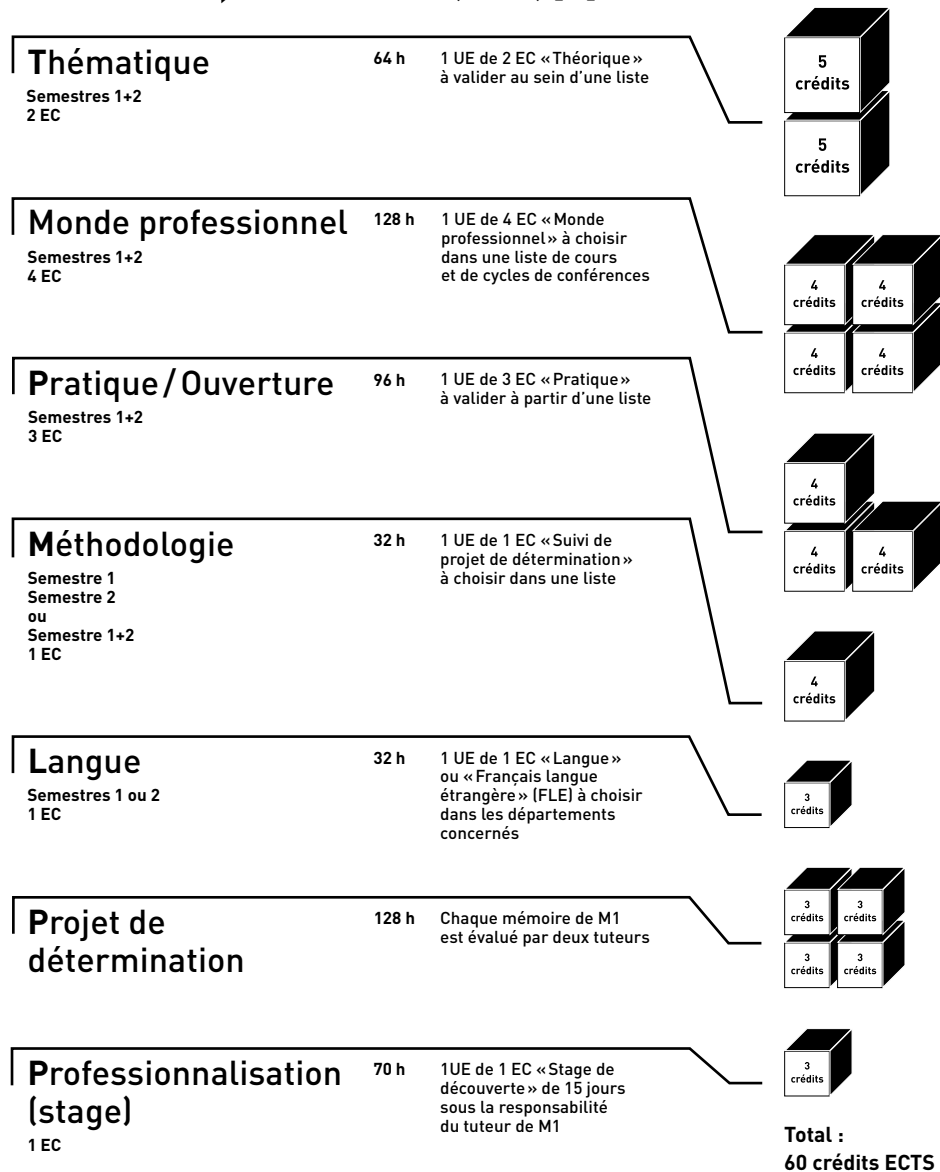 Thématique
Semestres 1+2
2 EC
64 h
1 UE de 2 EC « Théorique »
à valider au sein d’une liste
5
crédits
5
crédits
Monde professionnel
Semestres 1+2
4 EC
128 h
1 UE de 4 EC « Monde
professionnel » à choisir
dans une liste de cours
et de cycles de conférences
4
crédits
4
crédits
4
crédits
4
crédits
Pratique / Ouverture
Semestres 1+2
3 EC
96 h
1 UE de 3 EC « Pratique »
à valider à partir d’une liste
4
crédits
4
crédits
4
crédits
Méthodologie
Semestre 1
Semestre 2
ou
Semestre 1+2
1 EC
32 h
1 UE de 1 EC « Suivi de
projet de détermination »
à choisir dans une liste
4
crédits
Langue
Semestres 1 ou 2
1 EC
32 h
1 UE de 1 EC « Langue »
ou « Français langue
étrangère » (FLE) à choisir
dans les départements
concernés
3
crédits
Projet de
détermination
128 h
Chaque mémoire de M1
est évalué par deux tuteurs
3
crédits
3
crédits
3
crédits
3
crédits
Professionnalisation
(stage)
1 EC
70 h
1UE de 1 EC « Stage de
découverte » de 15 jours
sous la responsabilité
du tuteur de M1
3
crédits
Total :
60 crédits ECTS